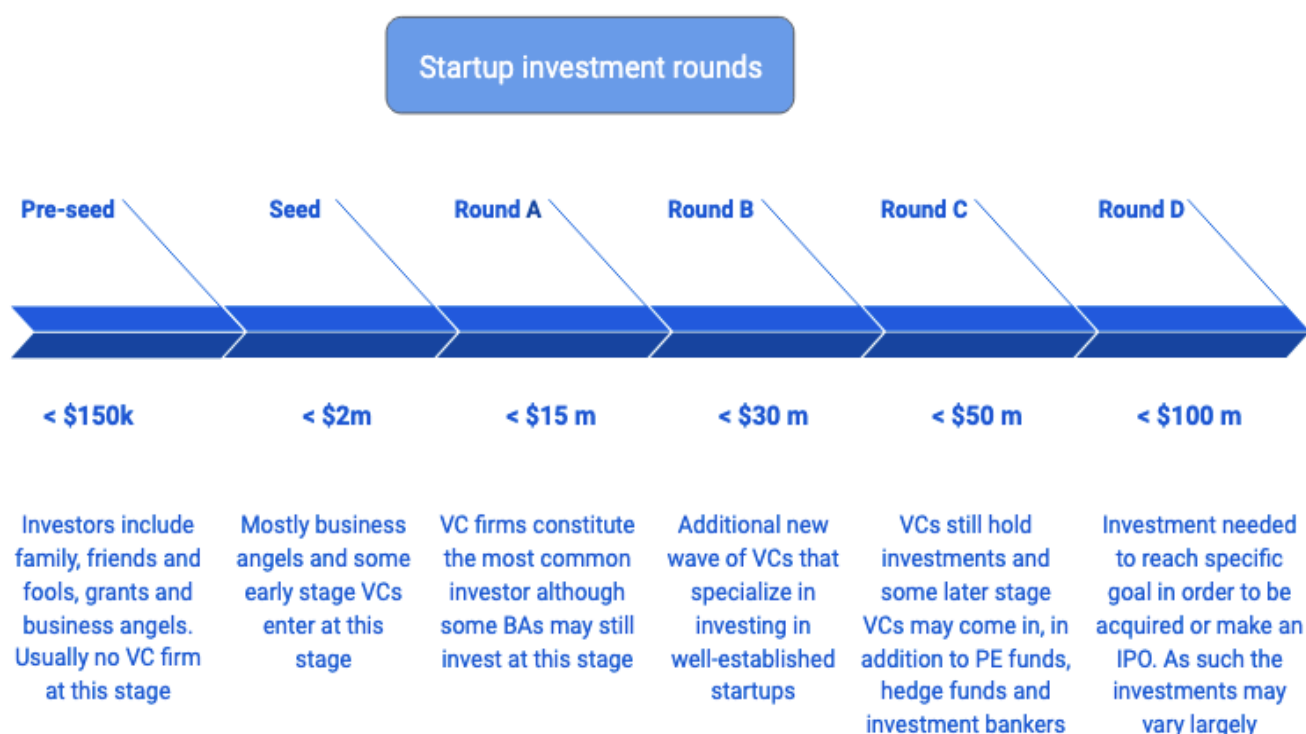 Startup investment rounds
Pre-seed
Seed
Round A
Round B
Round C
Round D
< $150k
< $2m
< $15 m
< $30 m
< $50 m
< $100 m
Investors include
family, friends and
fools, grants and
business angels.
Usually no VC firm
at this stage
Mostly business
angels and some
early stage VCs
enter at this
stage
VC firms constitute
the most common
investor although
some BAs may still
invest at this stage
Additional new
wave of VCs that
specialize in
investing in
well-established
startups
VCs still hold
investments and
some later stage
VCs may come in, in
addition to PE funds,
hedge funds and
investment bankers
Investment needed
to reach specific
goal in order to be
acquired or make an
IPO. As such the
investments may
vary largely